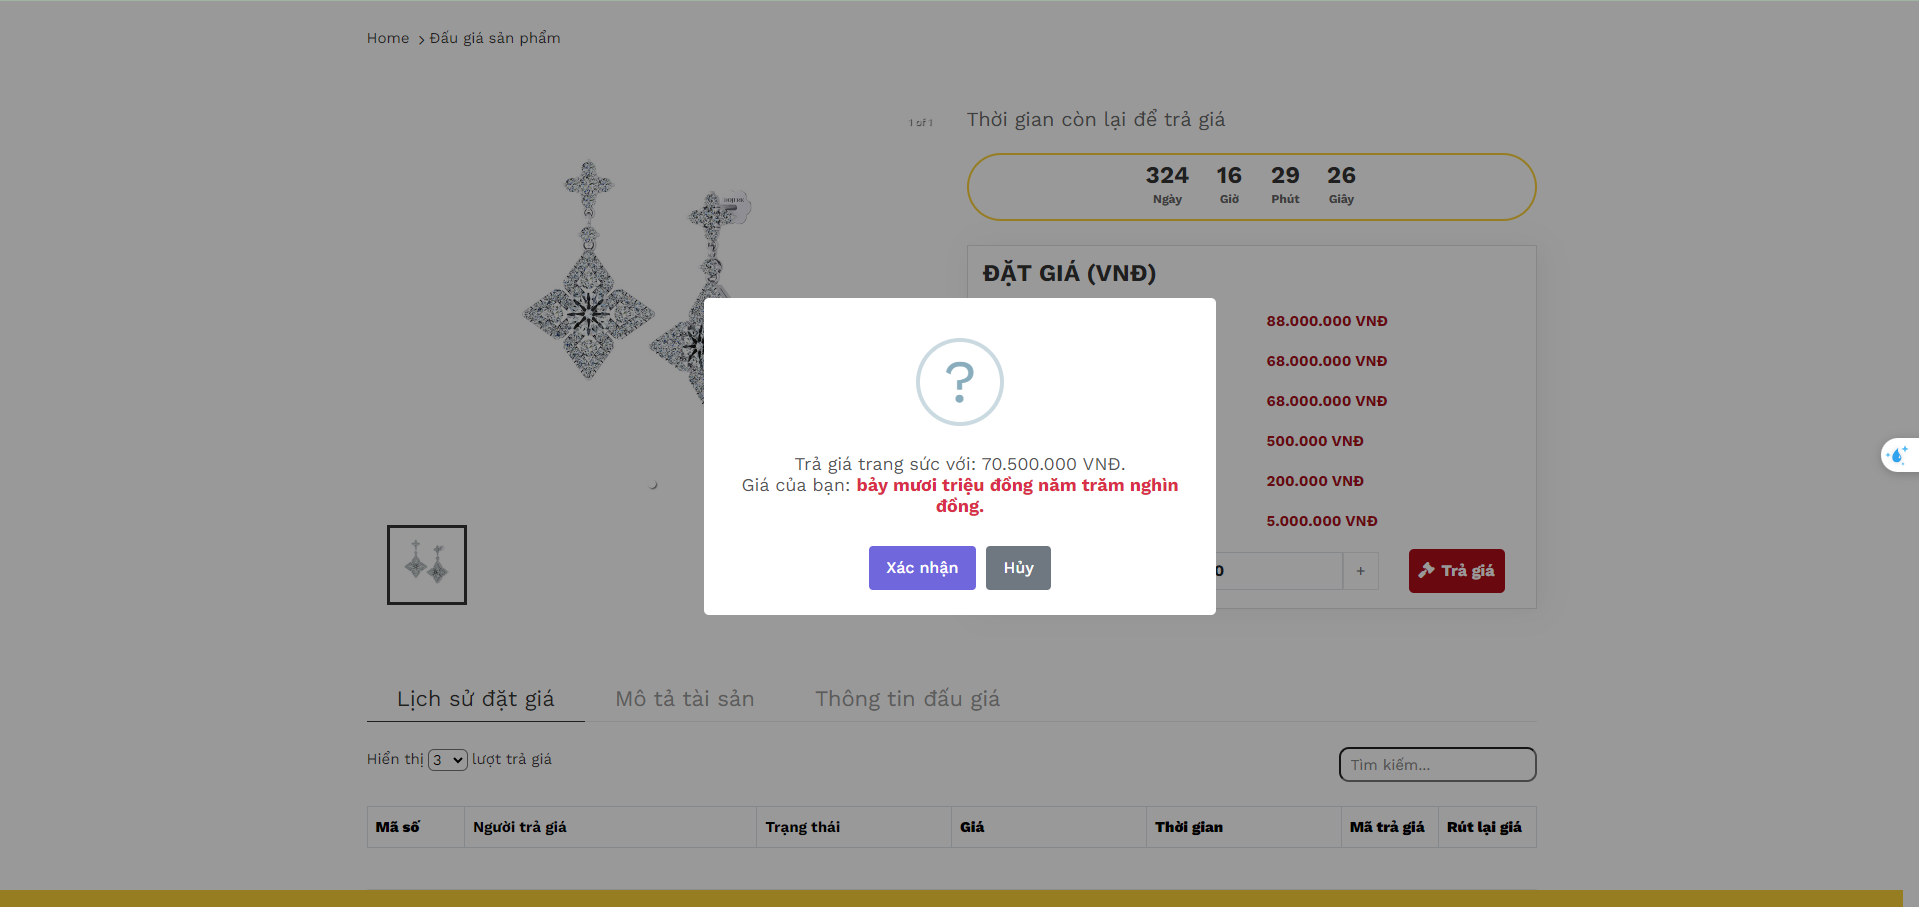 Home > Đấu giá sản phẩm
1 of 1
Thời gian còn lại để trả giá
324 16 29 26
Ngày Giờ Phút Giây
ĐẶT GIÁ (VNĐ)
88.000.000 VNĐ
68.000.000 VNĐ
68.000.000 VNĐ
500.000 VNĐ
200.000 VNĐ
5.000.000 VNĐ
0 + Trả giá
?
Trả giá trang sức với: 70.500.000 VNĐ.
Giá của bạn: bảy mươi triệu đồng năm trăm nghìn
đồng.
Xác nhận Hủy
Lịch sử đặt giá Mô tả tài sản Thông tin đấu giá
Hiển thị 3 lượt trả giá
Tìm kiếm...
Mã số Người trả giá Trạng thái Giá Thời gian Mã trả giá Rút lại giá